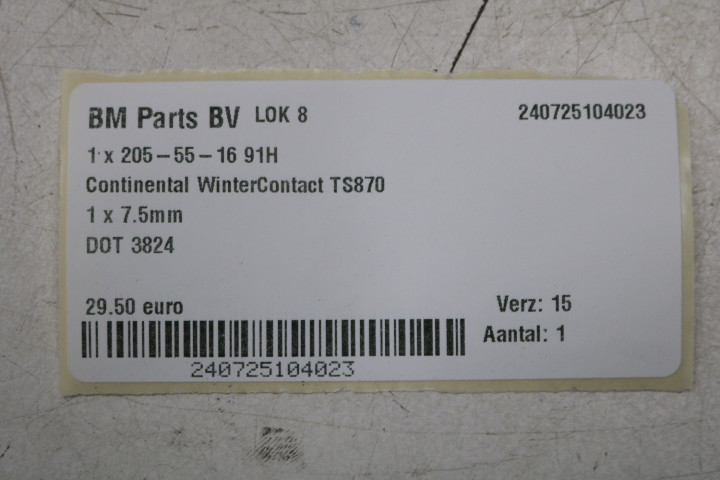 BM Parts BV LOK 8 240725104023
1 x 205-55-16 91H
Continental WinterContact TS870
1 x 7.5mm
DOT 3824
29.50 euro Verz: 15
Aantal: 1
240725104023